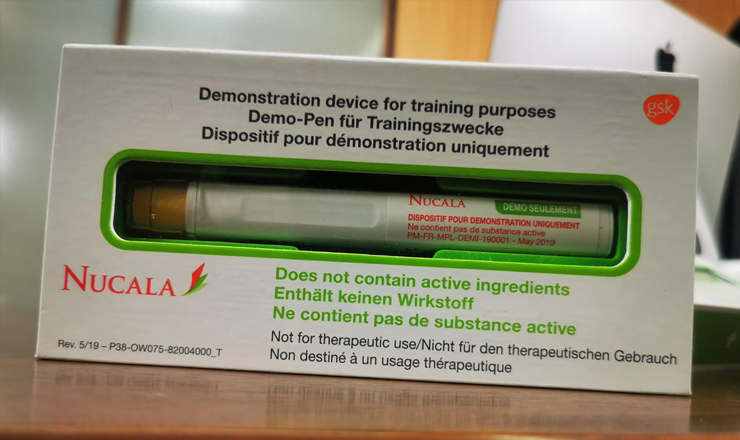 Demonstration device for training purposes
Demo-Pen für Trainingszwecke
Dispositif pour démonstration uniquement
gsk
NUCALA
DEMO SEULEMENT
DISPOSITIF POUR DEMONSTRATION UNIQUEMENT
Ne contient pas de substance active
PM-FR-MPL-DEMI-190001 - May 2019
NUCALA
Does not contain active ingredients
Enthält keinen Wirkstoff
Ne contient pas de substance active
Rev. 5/19 – P38-OW075-82004000_T
Not for therapeutic use/Nicht für den therapeutischen Gebrauch
Non destiné à un usage thérapeutique